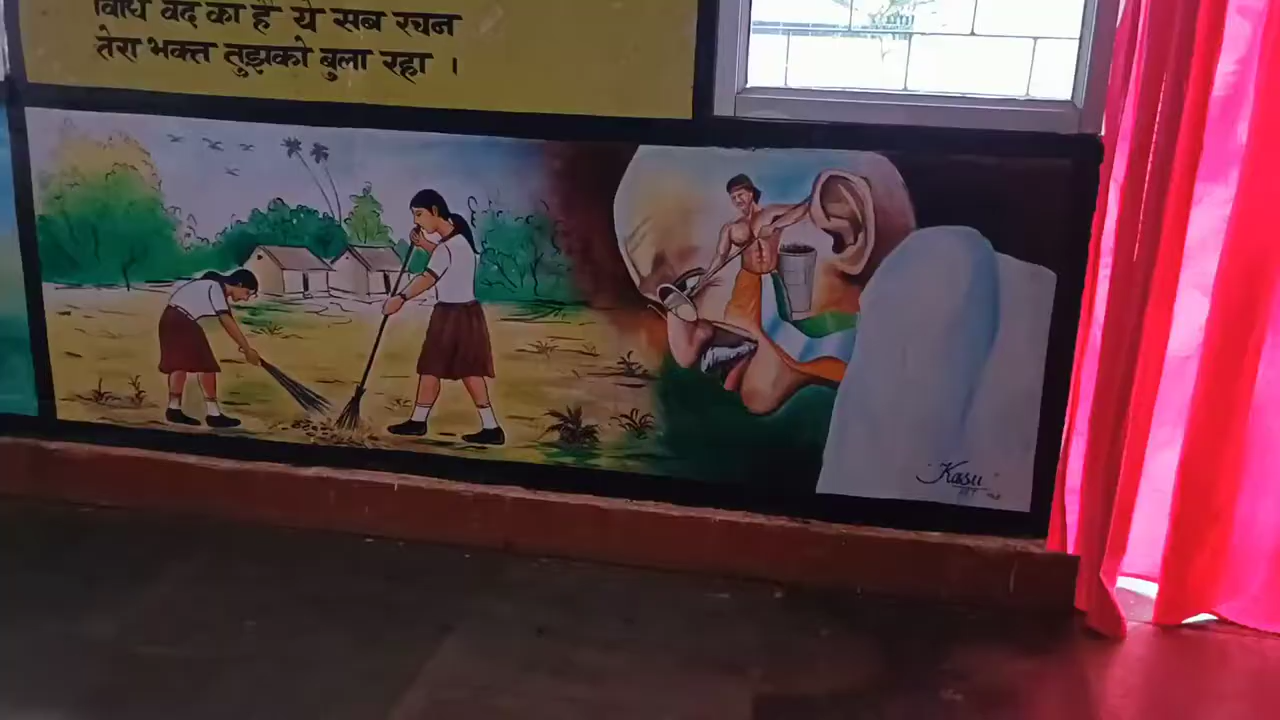 विधि वेद का है ये सब रचन
तेरा भक्त तुझको बुला रहा ।
"Kasu"